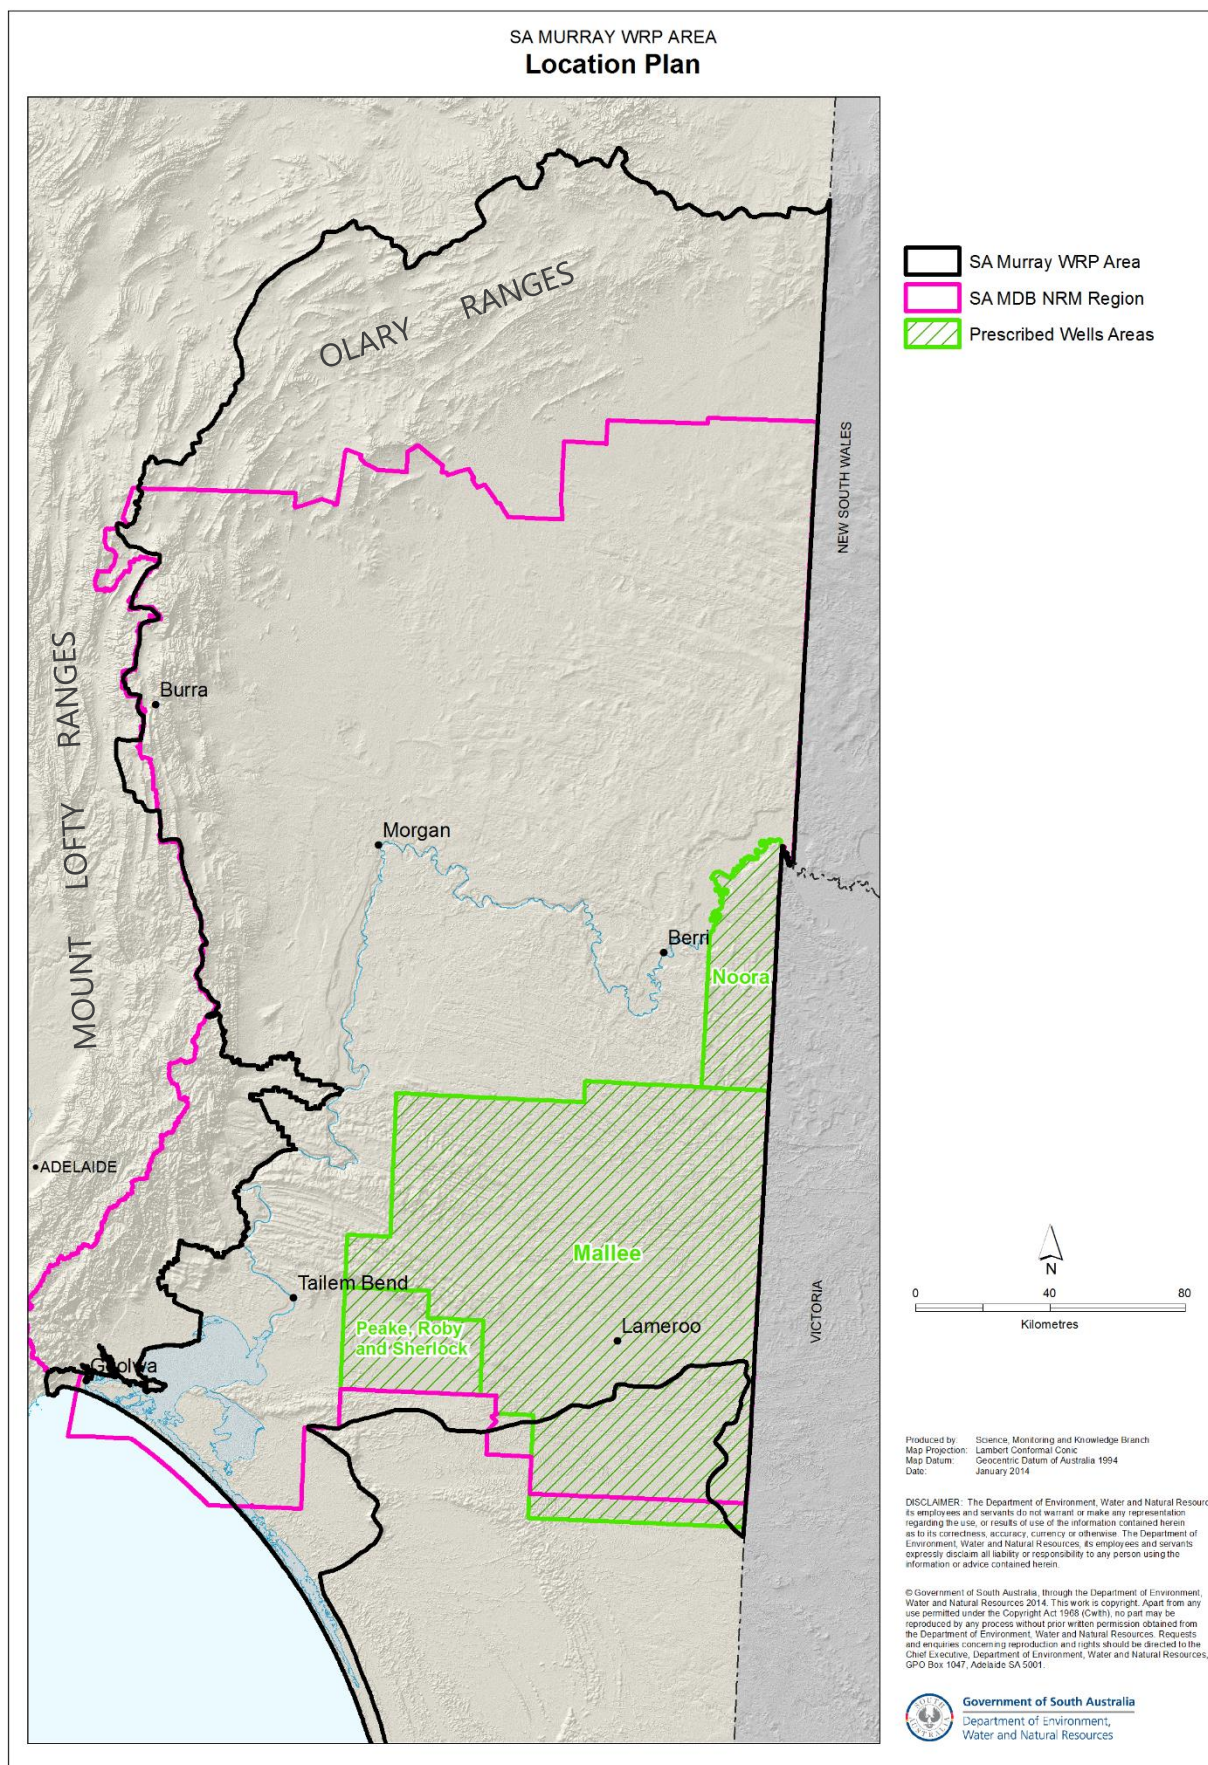 SA MURRAY WRP AREA
Location Plan
OLARY RANGES
SA Murray WRP Area
SA MDB NRM Region
Prescribed Wells Areas
NEW SOUTH WALES
MOUNT LOFTY RANGES
Burra
Morgan
Berri
Noora
ADELAIDE
Mallee
Tailem Bend
Peake, Roby
and Sherlock
Lameroo
Goolwa
VICTORIA
N
0 40 80
Kilometres
Produced by: Science, Monitoring and Knowledge Branch
Map Projection: Lambert Conformal Conic
Map Datum: Geocentric Datum of Australia 1994
Date: January 2014
DISCLAIMER: The Department of Environment, Water and Natural Resourc
its employees and servants do not warrant or make any representation
regarding the use, or results of use of the information contained herein
as to its correctness, accuracy, currency or otherwise. The Department of
Environment, Water and Natural Resources, its employees and servants
expressly disclaim all liability or responsibility to any person using the
information or advice contained herein.
© Government of South Australia, through the Department of Environment,
Water and Natural Resources 2014. This work is copyright. Apart from any
use permitted under the Copyright Act 1968 (Cwlth), no part may be
reproduced by any process without prior written permission obtained from
the Department of Environment, Water and Natural Resources. Requests
and enquiries concerning reproduction and rights should be directed to the
Chief Executive, Department of Environment, Water and Natural Resources,
GPO Box 1047, Adelaide SA 5001.
SOUTH AUSTRALIA
Government of South Australia
Department of Environment,
Water and Natural Resources